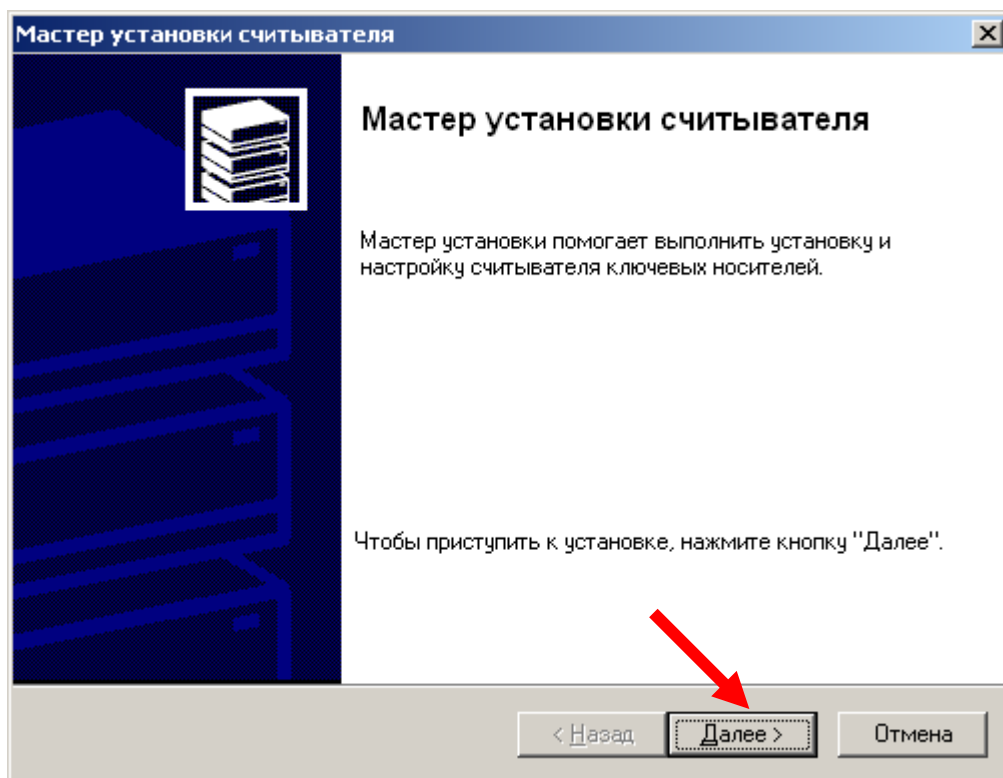 Мастер установки считывателя
Мастер установки считывателя
Мастер установки помогает выполнить установку и
настройку считывателя ключевых носителей.
Чтобы приступить к установке, нажмите кнопку "Далее".
< Назад
Далее >
Отмена